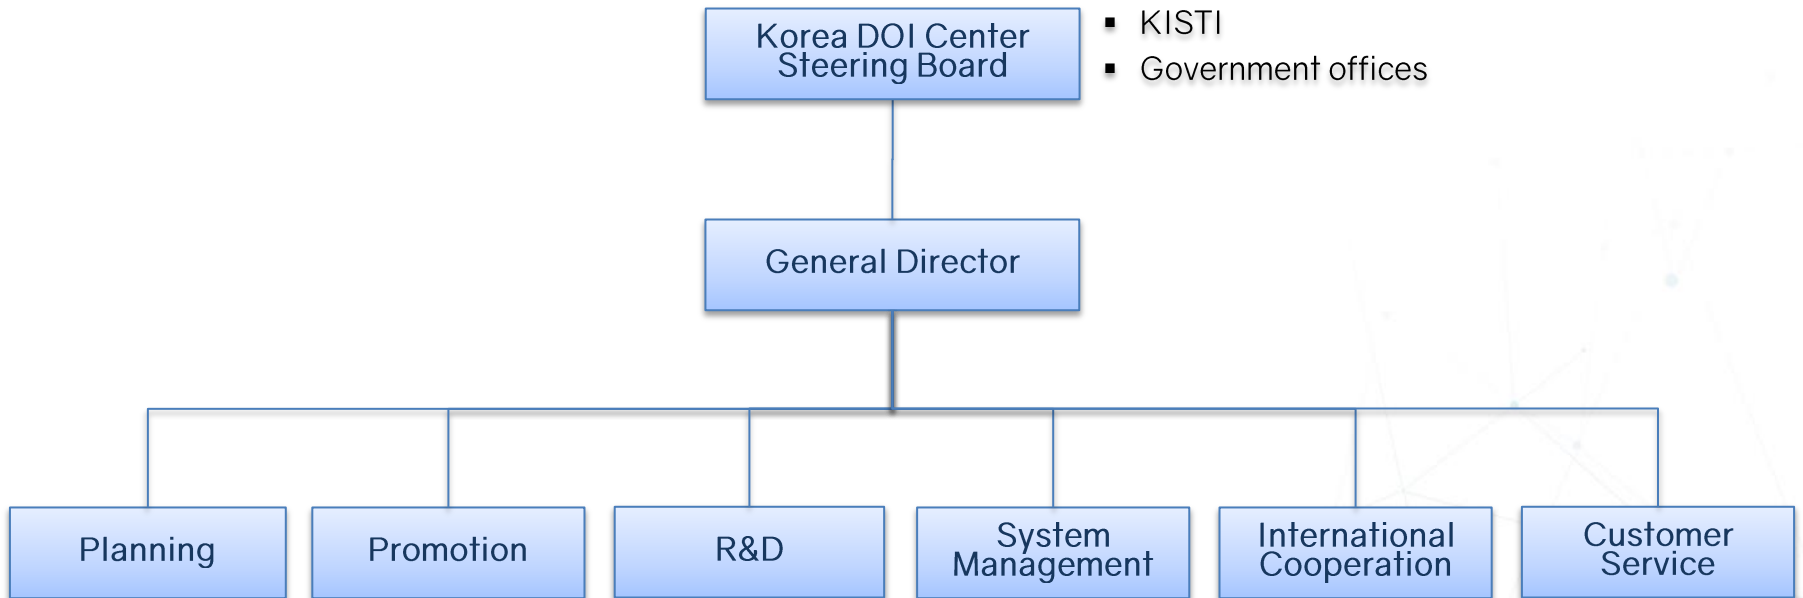 Korea DOI Center
Steering Board
▪ KISTI
▪ Government offices
General Director
Planning
Promotion
R&D
System
Management
International
Cooperation
Customer
Service